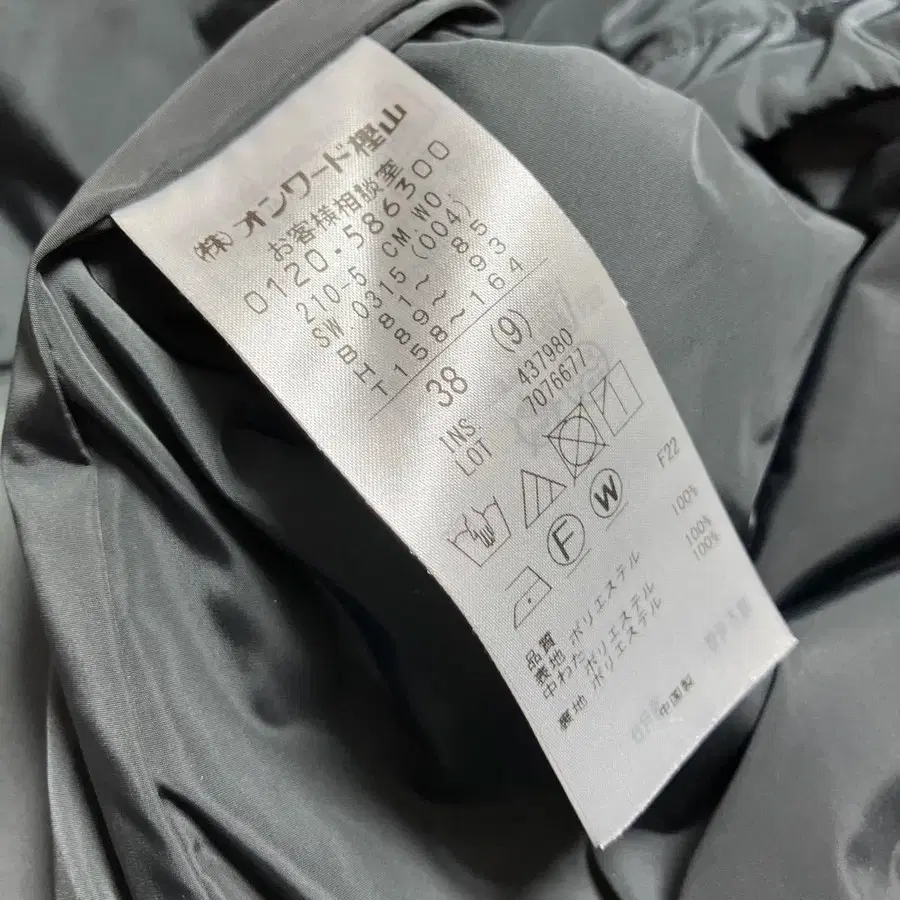 (株)オンワード樫山
お客様相談室
0120・586300
210-5 CM.WO.
SW.0315 (004)
B 81～ 85
H 89～ 93
T 158～164
38 (9)
INS. 437980
LOT 7076677
F W F22
品質
表地 ポリエステル 100%
中わた ポリエステル 100%
裏地 ポリエステル 100%
中国製